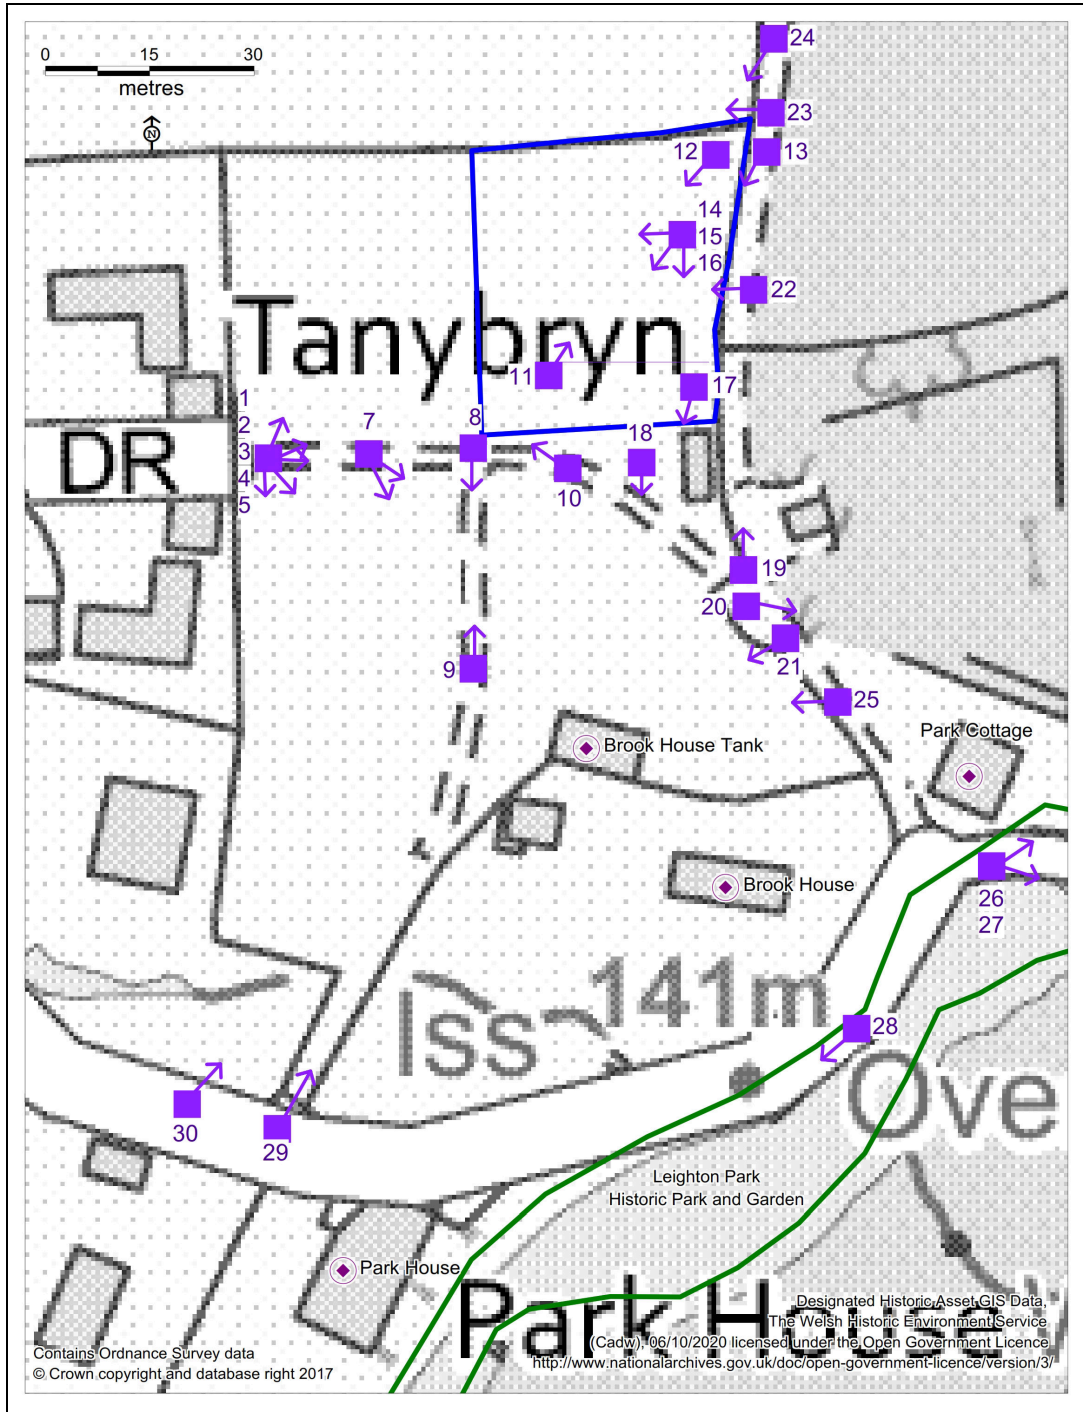 0 15 30
metres
N
24
23
12
13
14
15
16
22
Tanybryn
11
17
1
2
3
4
5
7
8
18
DR
10
19
20
21
9
25
Park Cottage
Brook House Tank
Brook House
26
27
141m
Iss
28
Ove
30
29
Leighton Park
Historic Park and Garden
Park House
Park House
Designated Historic Asset GIS Data,
The Welsh Historic Environment Service
(Cadw), 06/10/2020 licensed under the Open Government Licence
http://www.nationalarchives.gov.uk/doc/open-government-licence/version/3/
Contains Ordnance Survey data
© Crown copyright and database right 2017